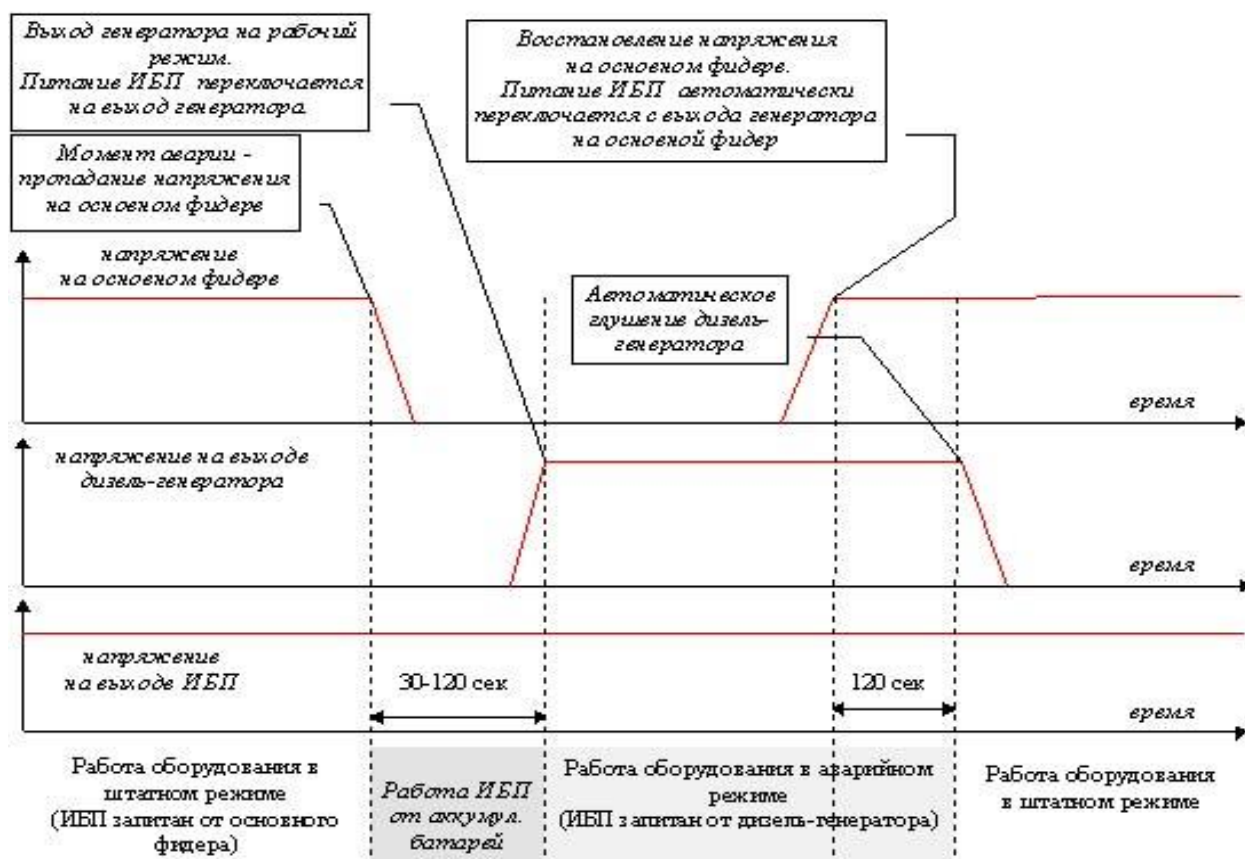 Выход генератора на рабочий
режим.
Питание ИБП переключается
на выход генератора
Восстановление напряжения
на основном фидере.
Питание ИБП автоматически
переключается с выхода генератора
на основной фидер
Момент аварии -
пропадание напряжения
на основном фидере
напряжение
на основном фидере
Автоматическое
глушение дизель-
генератора
время
напряжение на выходе
дизель-генератора
время
напряжение
на выходе ИБП
30-120 сек
120 сек
время
Работа оборудования в
штатном режиме
(ИБП запитан от основного
фидера)
Работа ИБП
от аккумул.
батарей
Работа оборудования в аварийном
режиме
(ИБП запитан от дизель-генератора)
Работа оборудования
в штатном режиме